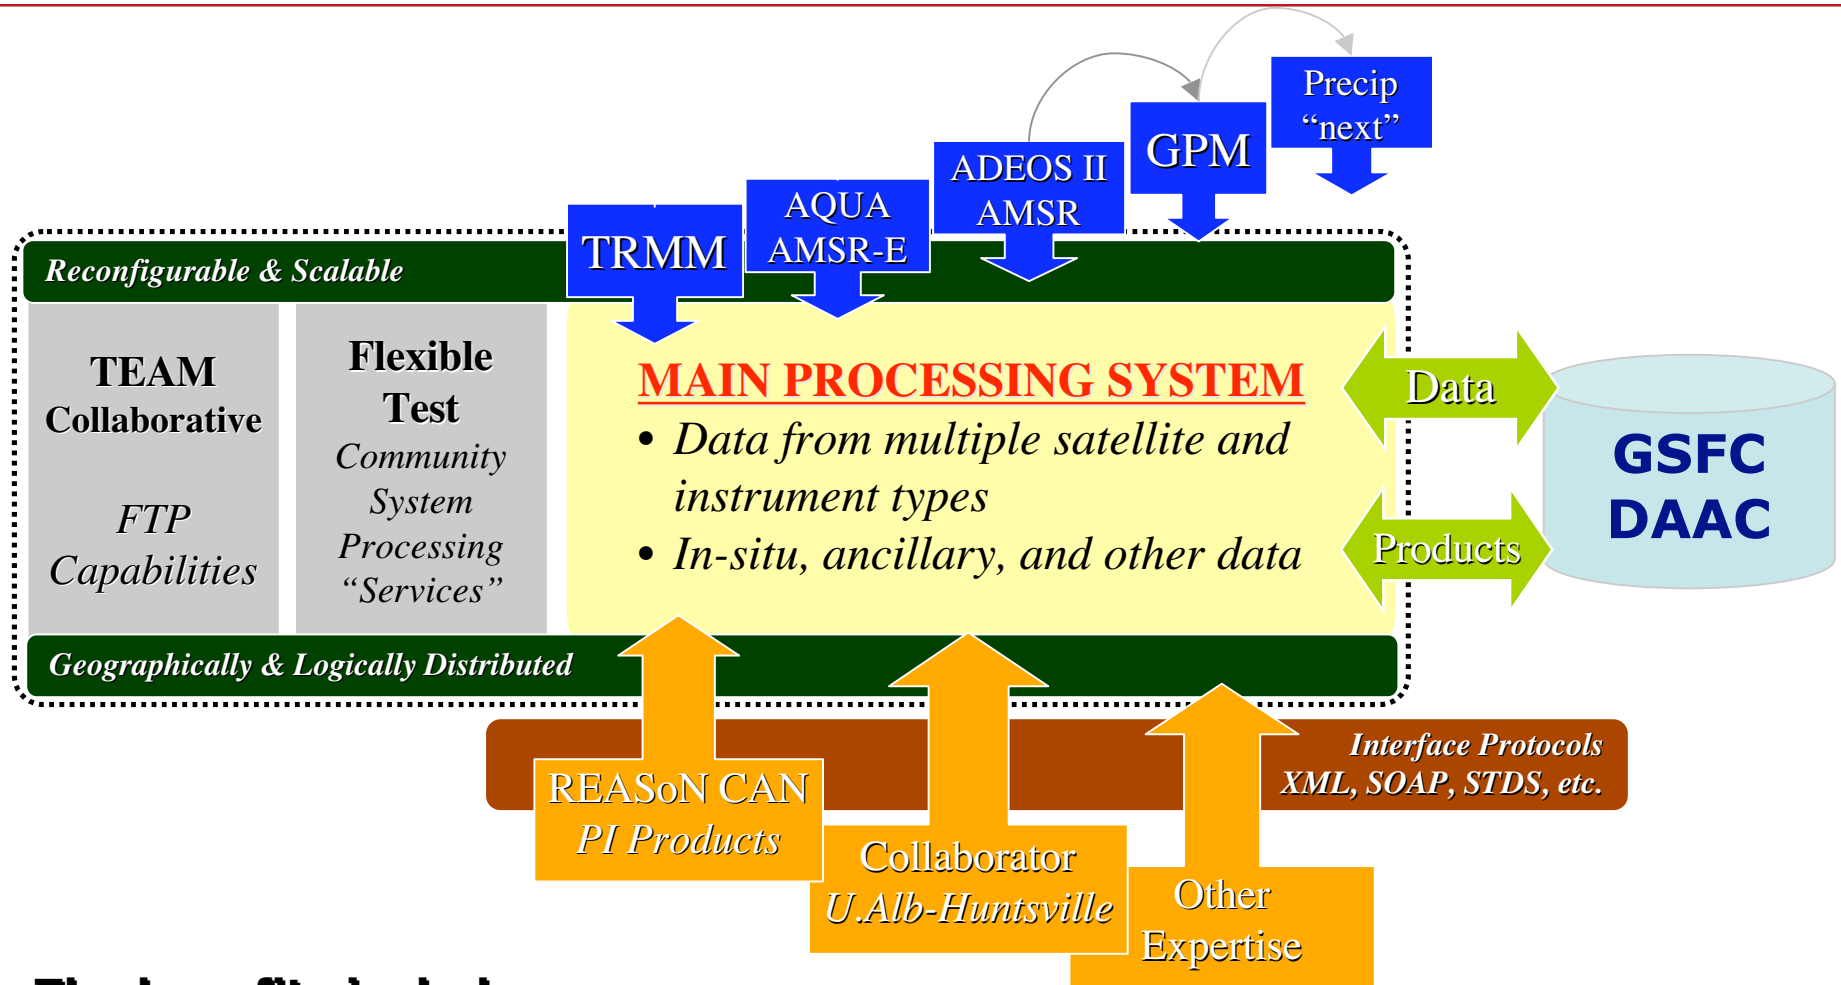 Precip
“next”
GPM
ADEOS II
AMSR
AQUA
AMSR-E
TRMM
Reconfigurable & Scalable
TEAM
Collaborative
FTP
Capabilities
Flexible
Test
Community
System
Processing
“Services”
MAIN PROCESSING SYSTEM
• Data from multiple satellite and
instrument types
• In-situ, ancillary, and other data
Data
Products
GSFC
DAAC
Geographically & Logically Distributed
Interface Protocols
XML, SOAP, STDS, etc.
REASoN CAN
PI Products
Collaborator
U.Alb-Huntsville
Other
Expertise